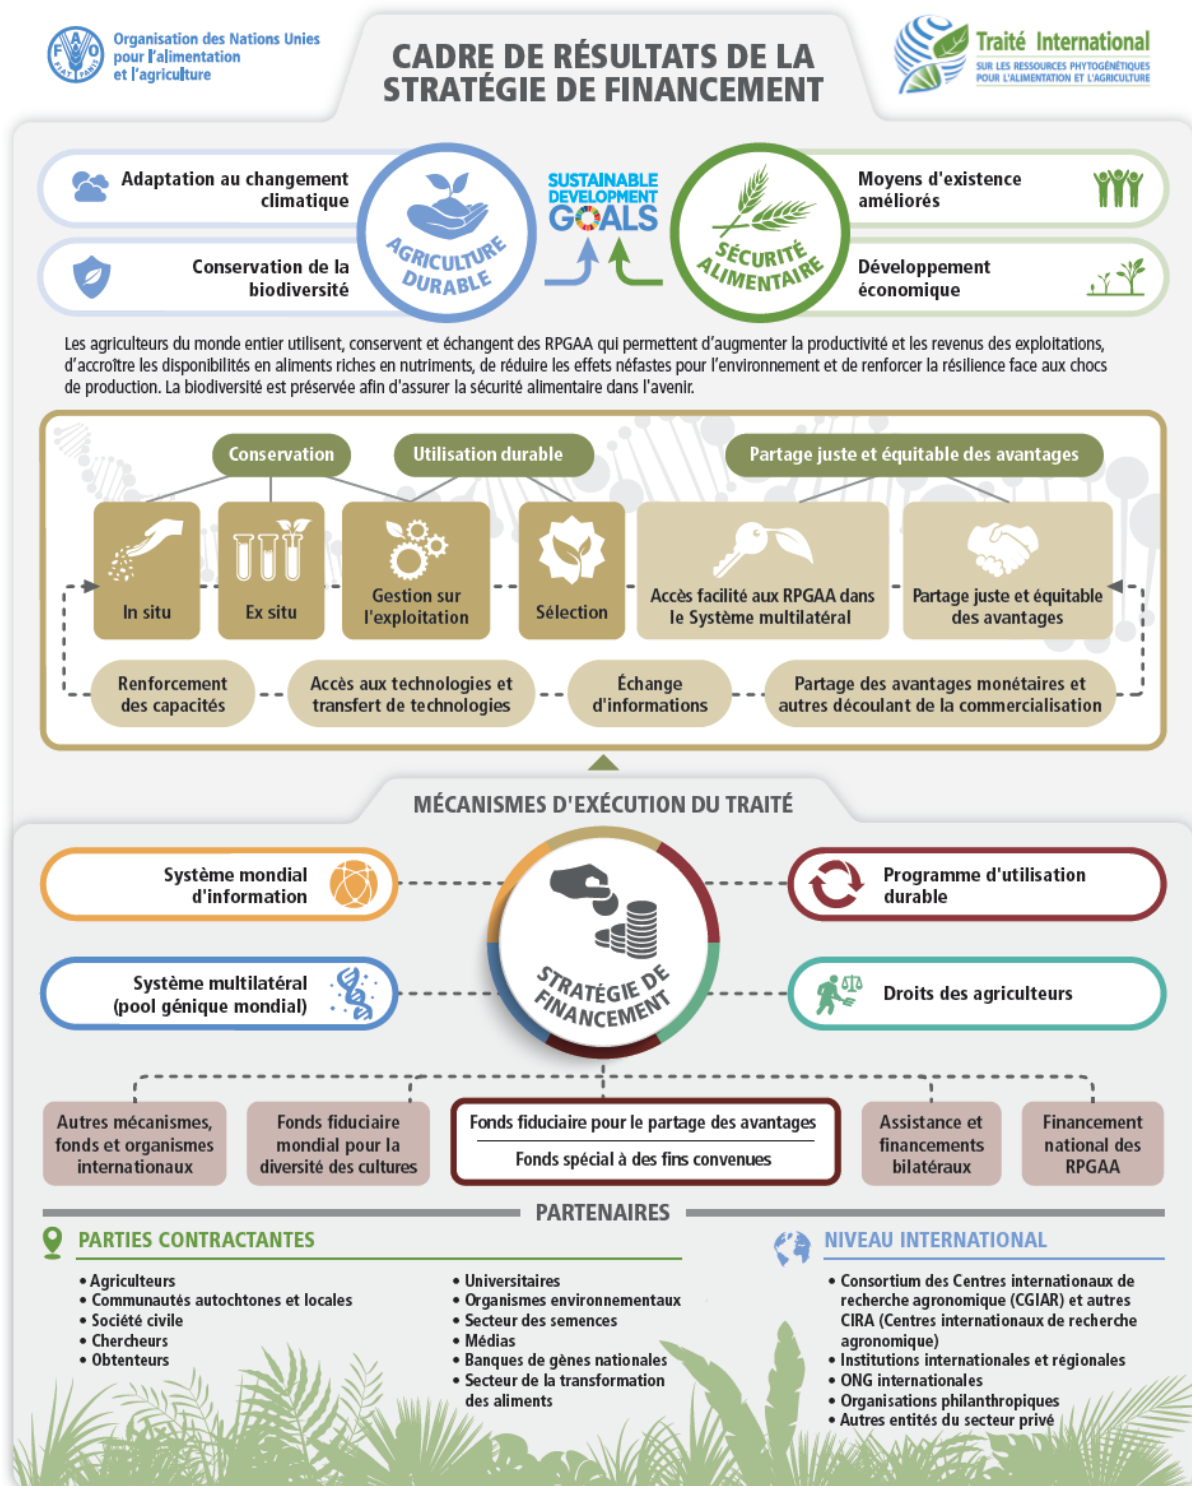 Organisation des Nations Unies
pour l'alimentation
et l'agriculture
FAO
FIAT PANIS
CADRE DE RÉSULTATS DE LA
STRATÉGIE DE FINANCEMENT
Traité International
SUR LES RESSOURCES PHYTOGÉNÉTIQUES
POUR L'ALIMENTATION ET L'AGRICULTURE
Adaptation au changement
climatique
Conservation de la
biodiversité
AGRICULTURE
DURABLE
SUSTAINABLE
DEVELOPMENT
GOALS
SÉCURITÉ
ALIMENTAIRE
Moyens d'existence
améliorés
Développement
économique
Les agriculteurs du monde entier utilisent, conservent et échangent des RPGAA qui permettent d'augmenter la productivité et les revenus des exploitations,
d'accroître les disponibilités en aliments riches en nutriments, de réduire les effets néfastes pour l'environnement et de renforcer la résilience face aux chocs
de production. La biodiversité est préservée afin d'assurer la sécurité alimentaire dans l'avenir.
Conservation
Utilisation durable
Partage juste et équitable des avantages
In situ
Ex situ
Gestion sur
l'exploitation
Sélection
Accès facilité aux RPGAA dans
le Système multilatéral
Partage juste et équitable
des avantages
Renforcement
des capacités
Accès aux technologies et
transfert de technologies
Échange
d'informations
Partage des avantages monétaires et
autres découlant de la commercialisation
MÉCANISMES D'EXÉCUTION DU TRAITÉ
Système mondial
d'information
Système multilatéral
(pool génique mondial)
STRATÉGIE DE
FINANCEMENT
Programme d'utilisation
durable
Droits des agriculteurs
Autres mécanismes,
fonds et organismes
internationaux
Fonds fiduciaire
mondial pour la
diversité des cultures
Fonds fiduciaire pour le partage des avantages
Fonds spécial à des fins convenues
Assistance et
financements
bilatéraux
Financement
national des
RPGAA
PARTENAIRES
PARTIES CONTRACTANTES
• Agriculteurs
• Communautés autochtones et locales
• Société civile
• Chercheurs
• Obtenteurs
• Universitaires
• Organismes environnementaux
• Secteur des semences
• Médias
• Banques de gènes nationales
• Secteur de la transformation
des aliments
NIVEAU INTERNATIONAL
• Consortium des Centres internationaux de
recherche agronomique (CGIAR) et autres
CIRA (Centres internationaux de recherche
agronomique)
• Institutions internationales et régionales
• ONG internationales
• Organisations philanthropiques
• Autres entités du secteur privé